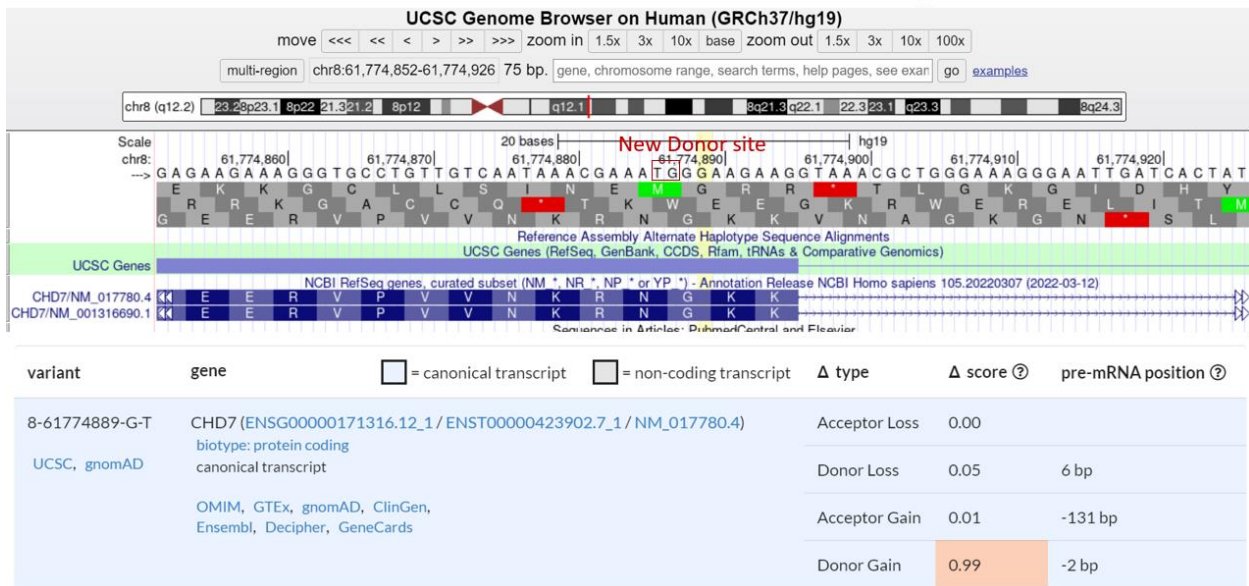 UCSC Genome Browser on Human (GRCh37/hg19)
move <<< << < > >> >>> zoom in 1.5x 3x 10x base zoom out 1.5x 3x 10x 100x
multi-region chr8:61,774,852-61,774,926 75 bp. gene, chromosome range, search terms, help pages, see exam go examples
chr8 (q12.2) 23.2 8p23.1 8p22 21.3 21.2 8p12 q12.1 8q21.3 q22.1 22.3 23.1 q23.3 8q24.3
Scale 20 bases New Donor site hg19
chr8: 61,774,860 61,774,870 61,774,880 61,774,890 61,774,900 61,774,910 61,774,920
---> G A G A A G A A A G G G T G C C T G T T G T C A A T A A A C G A A A T G G G A A G A A G G T A A A C G C T G G G A A A G G G A A T T G A T C A C T A T
E K K G C L L S I N E M G R R * T L G K G I D H Y
R R K G A C C Q * T K W E E G K R W E R E L I T M
G E E R V P V V N K R N G K K V N A G K G N * S L
Reference Assembly Alternate Haplotype Sequence Alignments
UCSC Genes (RefSeq, GenBank, CCDS, Rfam, tRNAs & Comparative Genomics)
UCSC Genes
NCBI RefSeq genes, curated subset (NM_*, NR_*, NP_* or YP_*) - Annotation Release NCBI Homo sapiens 105.20220307 (2022-03-12)
CHD7/NM_017780.4 E E R V P V V N K R N G K K
CHD7/NM_001316690.1 E E R V P V V N K R N G K K
Sequences in Articles: PubmedCentral and Elsevier
variant gene = canonical transcript = non-coding transcript Δ type Δ score ? pre-mRNA position ?
8-61774889-G-T CHD7 (ENSG00000171316.12_1 / ENST00000423902.7_1 / NM_017780.4) Acceptor Loss 0.00
biotype: protein coding
UCSC, gnomAD canonical transcript Donor Loss 0.05 6 bp
OMIM, GTEx, gnomAD, ClinGen,
Ensembl, Decipher, GeneCards
Acceptor Gain 0.01 -131 bp
Donor Gain 0.99 -2 bp